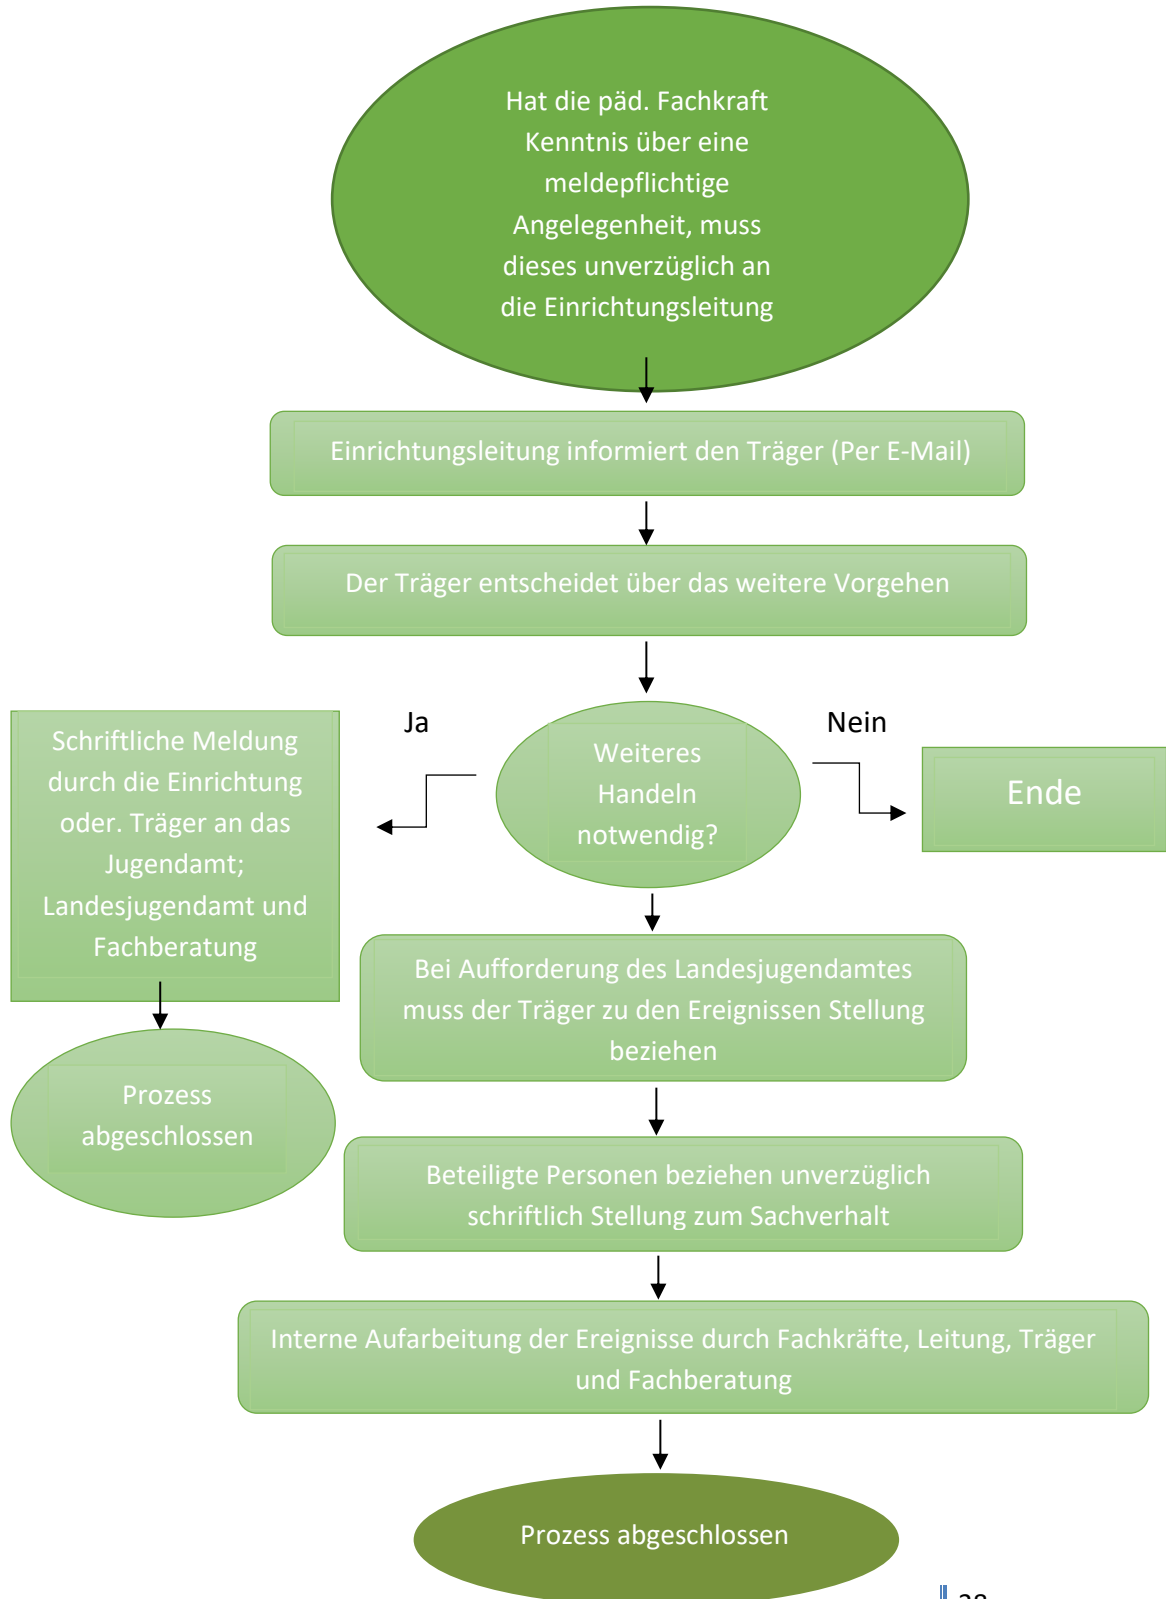 Hat die päd. Fachkraft
Kenntnis über eine
meldepflichtige
Angelegenheit, muss
dieses unverzüglich an
die Einrichtungsleitung
Einrichtungsleitung informiert den Träger (Per E-Mail)
Der Träger entscheidet über das weitere Vorgehen
Ja
Nein
Schriftliche Meldung
durch die Einrichtung
oder. Träger an das
Jugendamt;
Landesjugendamt und
Fachberatung
Weiteres
Handeln
notwendig?
Ende
Bei Aufforderung des Landesjugendamtes
muss der Träger zu den Ereignissen Stellung
beziehen
Prozess
abgeschlossen
Beteiligte Personen beziehen unverzüglich
schriftlich Stellung zum Sachverhalt
Interne Aufarbeitung der Ereignisse durch Fachkräfte, Leitung, Träger
und Fachberatung
Prozess abgeschlossen